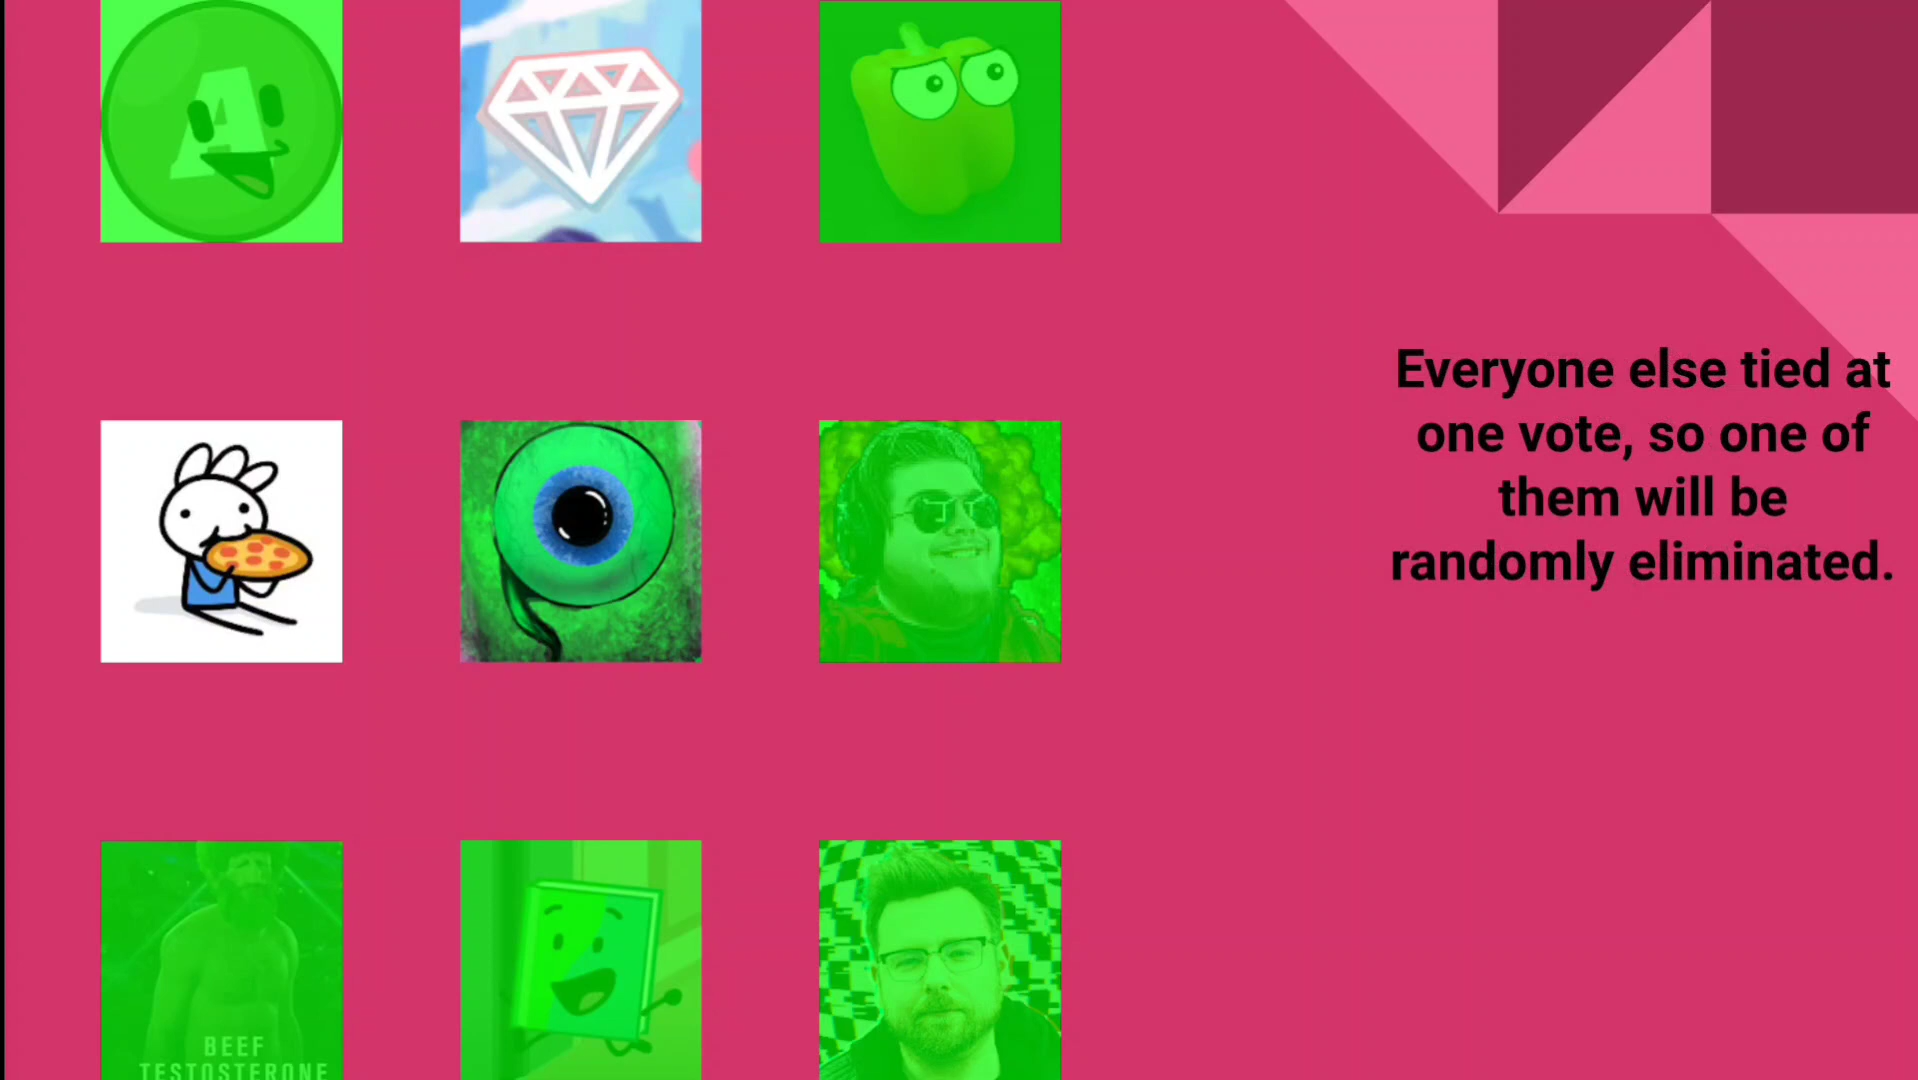 A
Everyone else tied at
one vote, so one of
them will be
randomly eliminated.
BEEF
TESTOSTERONE